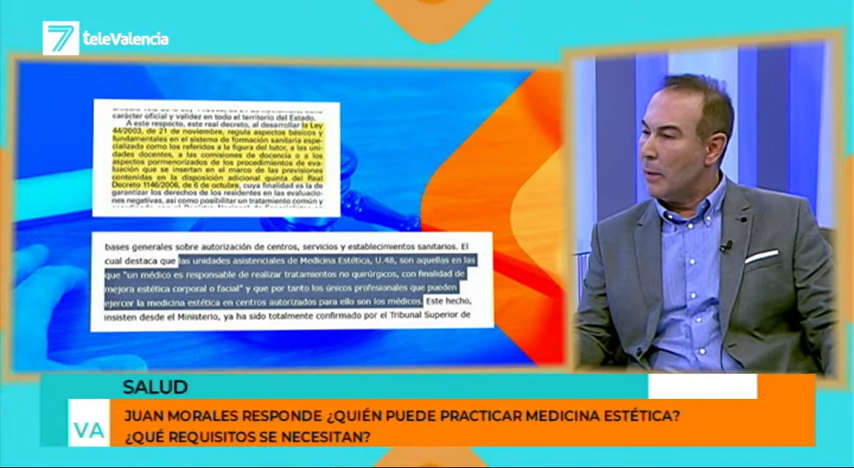 7 teleValencia
carácter oficial y validez en todo el territorio del Estado.
A este respecto, este real decreto, al desarrollar la Ley
44/2003, de 21 de noviembre, regula aspectos básicos y
fundamentales en el sistema de formación sanitaria espe-
cializada como los referidos a la figura del tutor, a las uni-
dades docentes, a las comisiones de docencia o a los
aspectos pormenorizados de los procedimientos de eva-
luación que se insertan en el marco de las previsiones
contenidas en la disposición adicional quinta del Real
Decreto 1146/2006, de 6 de octubre, cuya finalidad es la de
garantizar los derechos de los residentes en las evaluacio-
nes negativas, así como posibilitar un tratamiento común y
bases generales sobre autorización de centros, servicios y establecimientos sanitarios. El
cual destaca que las unidades asistenciales de Medicina Estética, U.48, son aquellas en las
que "un médico es responsable de realizar tratamientos no quirúrgicos, con finalidad de
mejora estética corporal o facial" y que por tanto los únicos profesionales que pueden
ejercer la medicina estética en centros autorizados para ello son los médicos. Este hecho,
insisten desde el Ministerio, ya ha sido totalmente confirmado por el Tribunal Superior de
SALUD
VA
JUAN MORALES RESPONDE ¿QUIÉN PUEDE PRACTICAR MEDICINA ESTÉTICA?
¿QUÉ REQUISITOS SE NECESITAN?